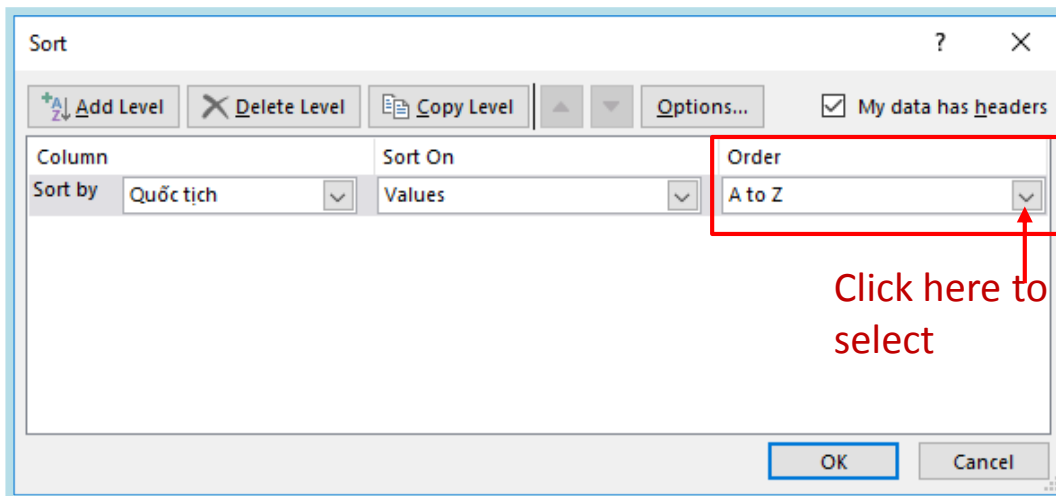 Sort ?
Add Level Delete Level Copy Level Options... My data has headers
Column Sort On Order
Sort by Quốc tịch Values A to Z
Click here to
select
OK Cancel